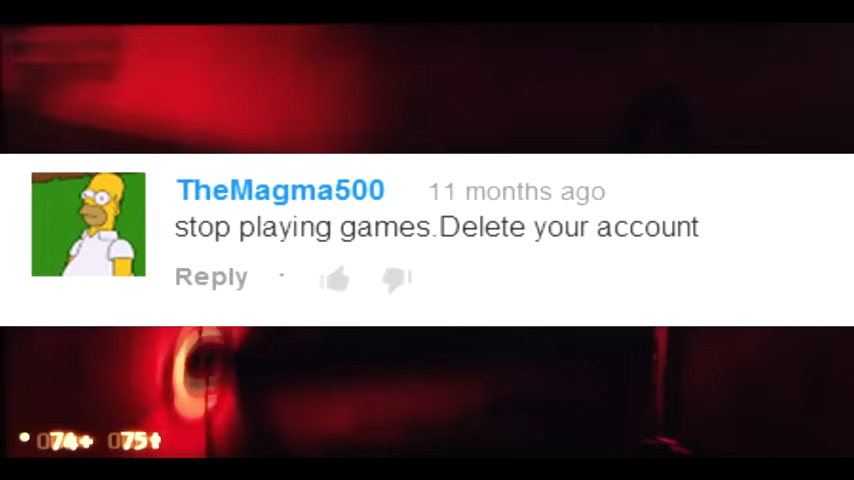 TheMagma500 11 months ago
stop playing games.Delete your account
Reply ·
074+ 075+